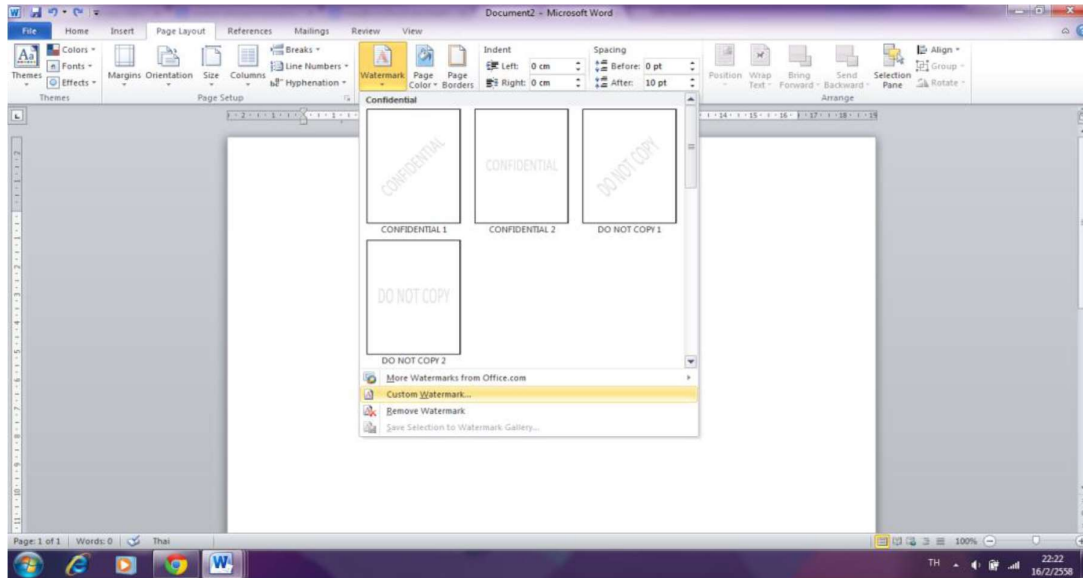 Document2 - Microsoft Word
File Home Insert Page Layout References Mailings Review View
Colors
Fonts
Effects
Themes
Themes
Margins Orientation Size Columns
Breaks
Line Numbers
Hyphenation
Page Setup
Watermark Page Color Page Borders
Indent
Left: 0 cm
Right: 0 cm
Spacing
Before: 0 pt
After: 10 pt
Position Wrap Text Bring Forward Send Backward Selection Pane
Align
Group
Rotate
Arrange
Confidential
CONFIDENTIAL
CONFIDENTIAL
DO NOT COPY
CONFIDENTIAL 1 CONFIDENTIAL 2 DO NOT COPY 1
DO NOT COPY
DO NOT COPY 2
More Watermarks from Office.com
Custom Watermark...
Remove Watermark
Save Selection to Watermark Gallery...
Page: 1 of 1 Words: 0 Thai 100%
TH 22:22
16/2/2558